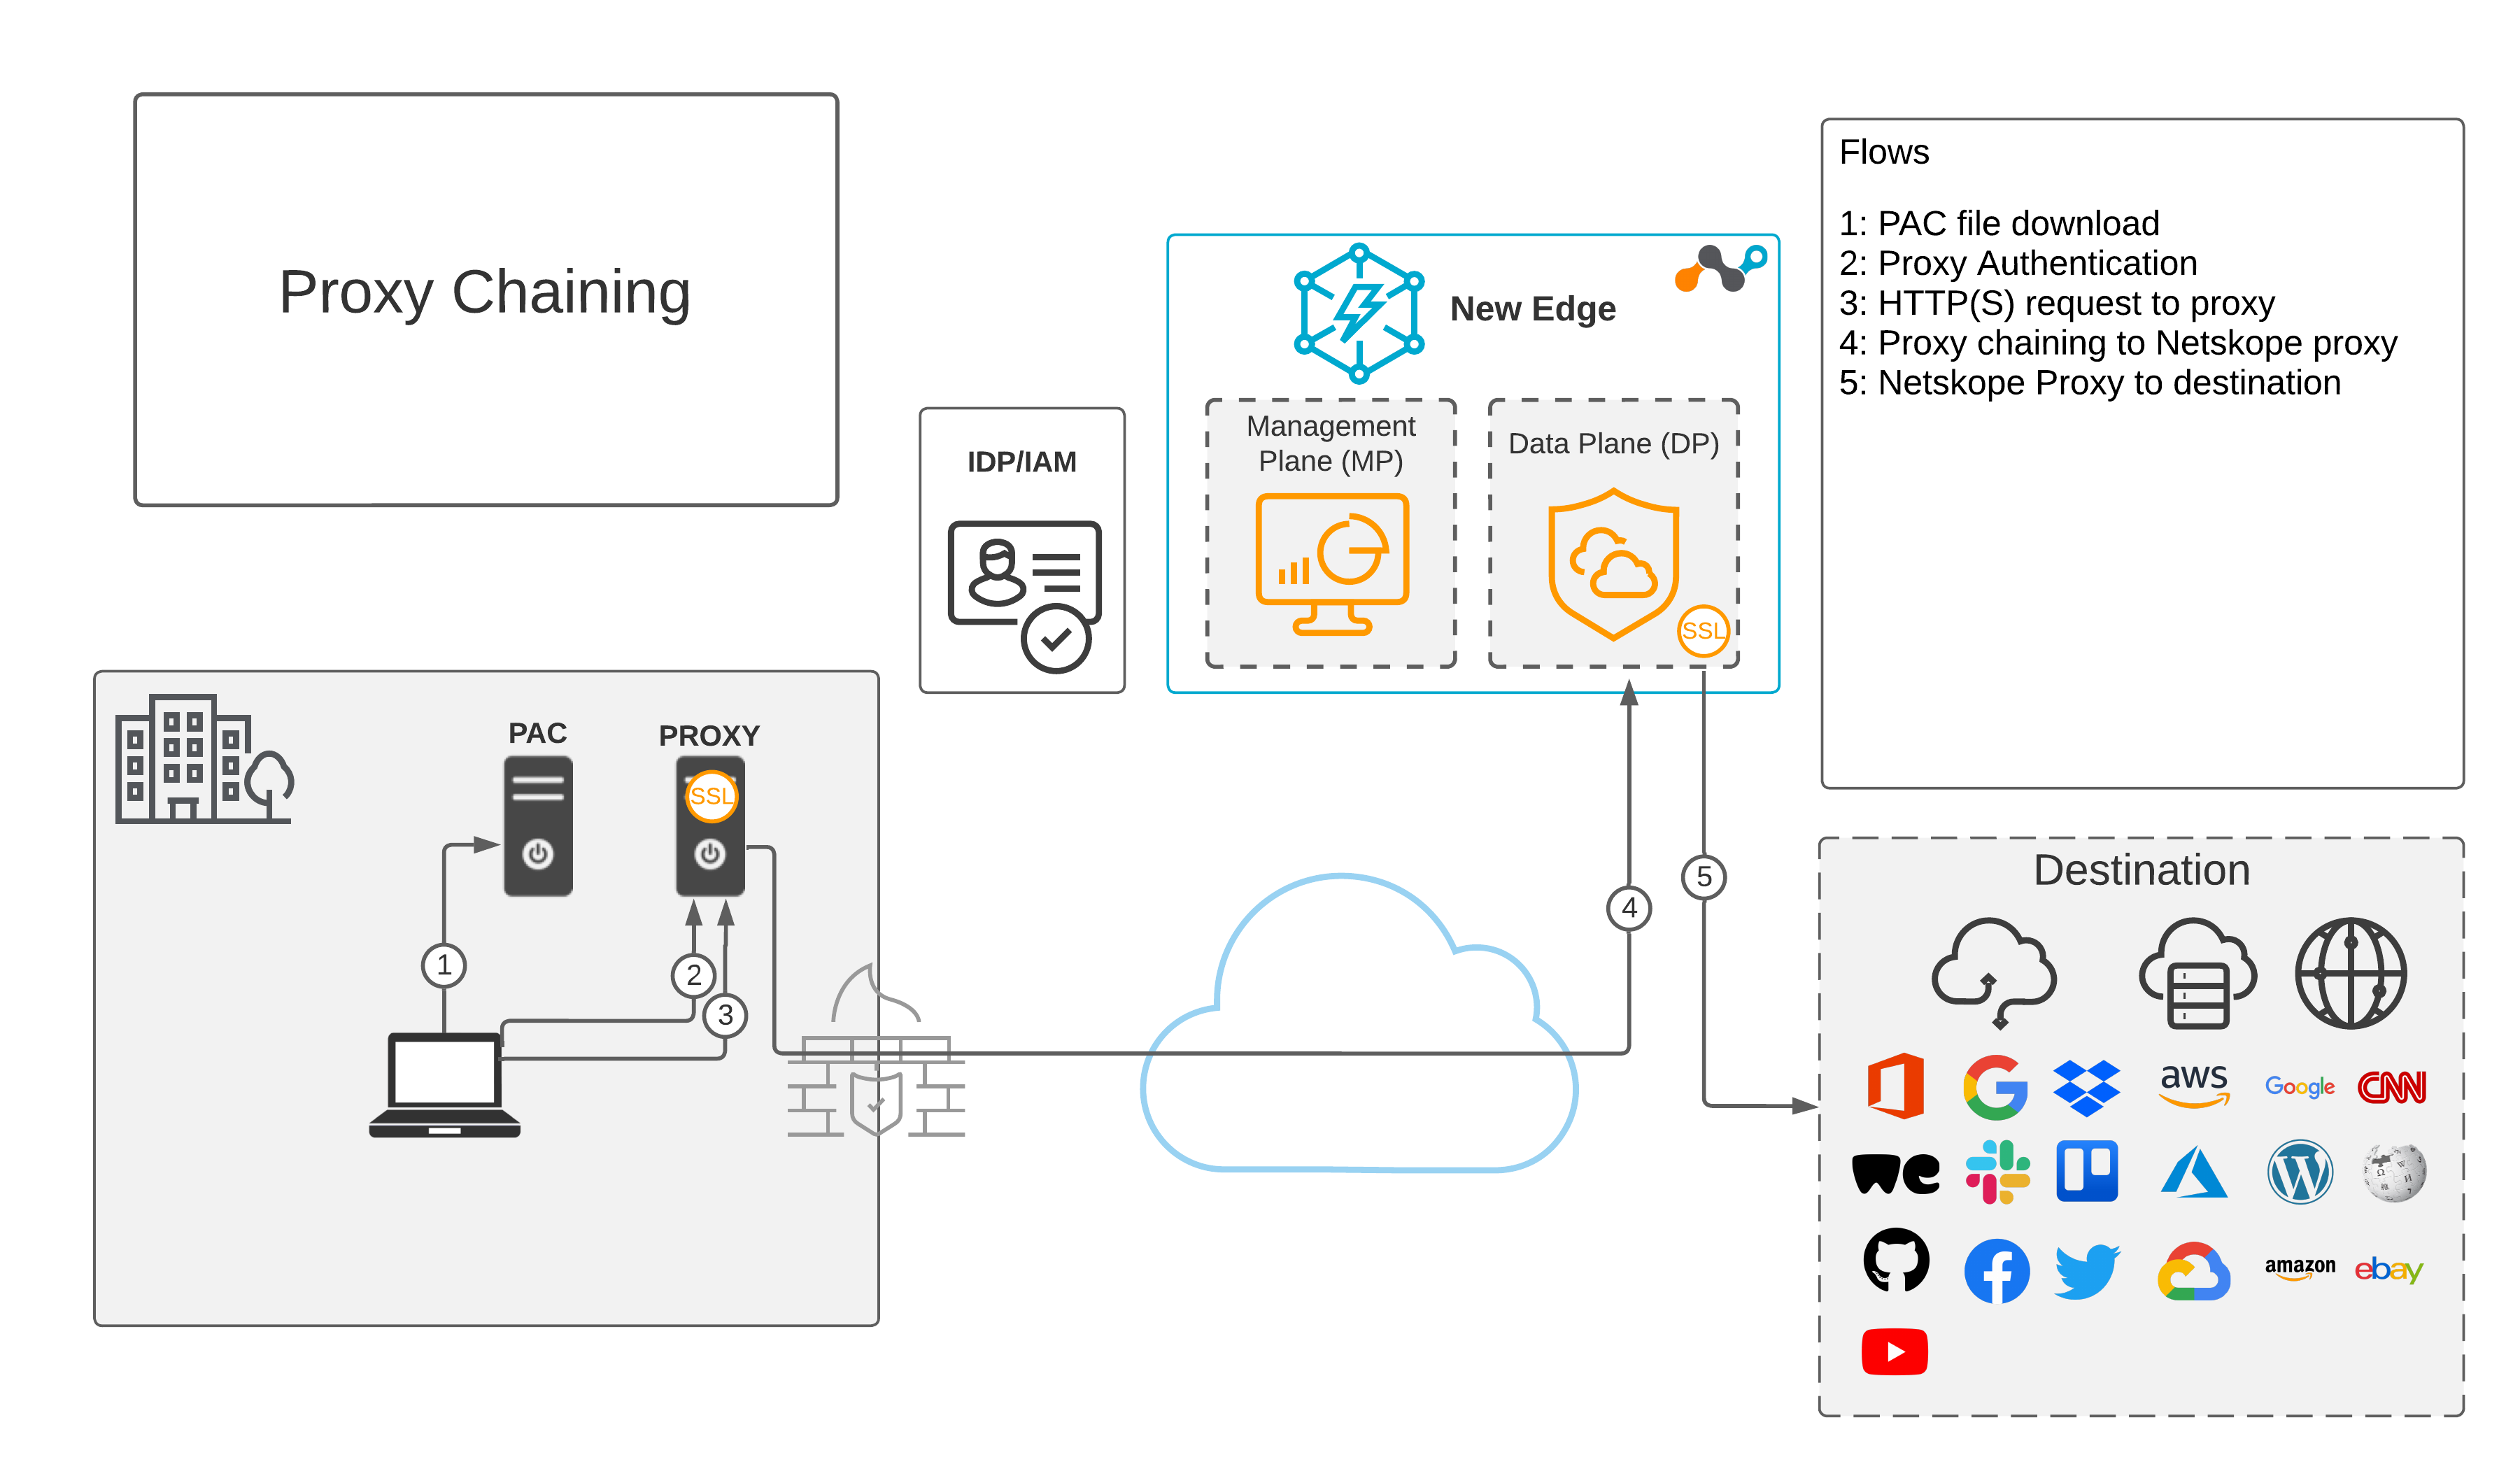 Proxy Chaining
Flows
1: PAC file download
2: Proxy Authentication
3: HTTP(S) request to proxy
4: Proxy chaining to Netskope proxy
5: Netskope Proxy to destination
New Edge
Management
Plane (MP)
Data Plane (DP)
SSL
IDP/IAM
PAC
PROXY
SSL
1
2
3
4
5
Destination
aws
Google
CNN
we
amazon
ebay